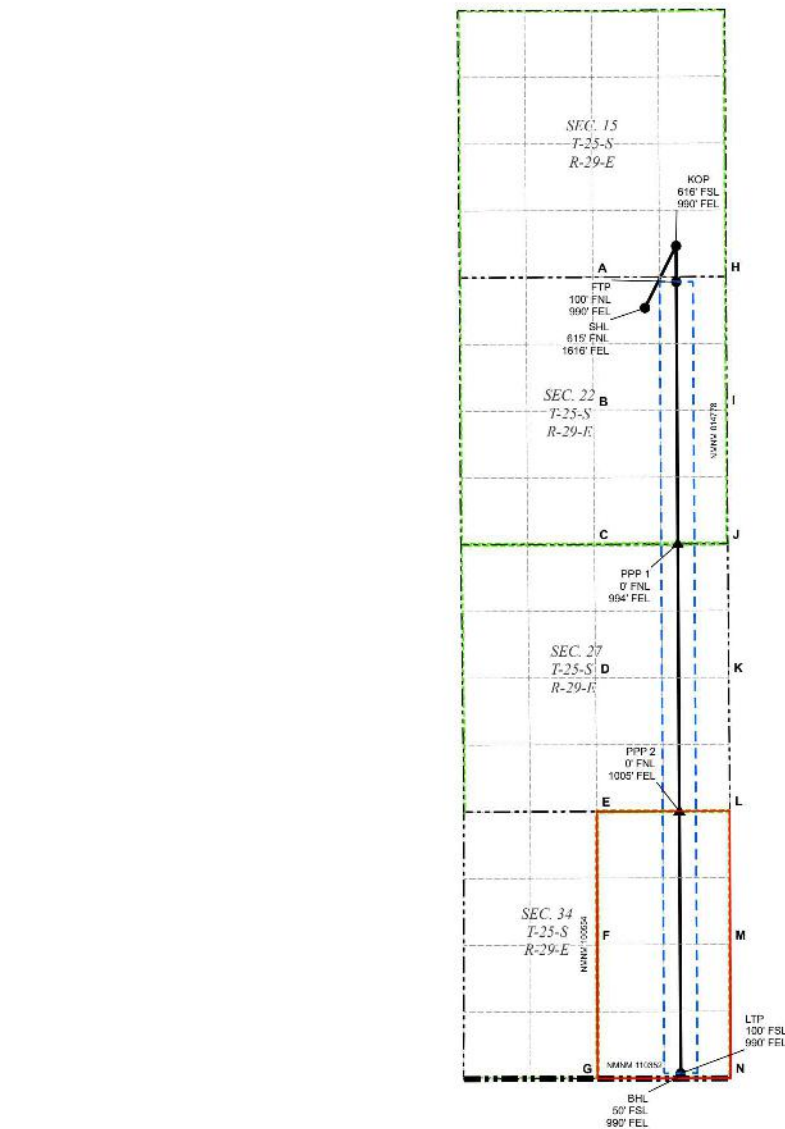 SEC. 15
T-25-S
R-29-E
KOP
616' FSL
990' FEL
A
H
FTP
100' FNL
990' FEL
SHL
615' FNL
1616' FEL
SEC. 22
T-25-S
R-29-E
B
I
NMNM 014778
C
J
PPP 1
0' FNL
994' FEL
SEC. 27
T-25-S
R-29-E
D
K
PPP 2
0' FNL
1005' FEL
E
L
SEC. 34
T-25-S
R-29-E
F
M
LTP
100' FSL
990' FEL
G
N
BHL
50' FSL
990' FEL